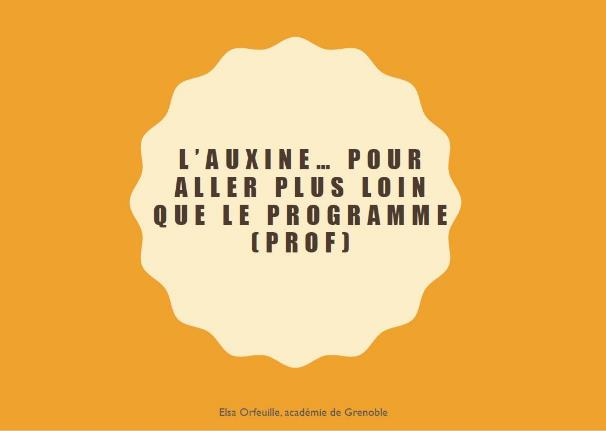 L’AUXINE… POUR
ALLER PLUS LOIN
QUE LE PROGRAMME
(PROF)
Elsa Orfeuille, académie de Grenoble